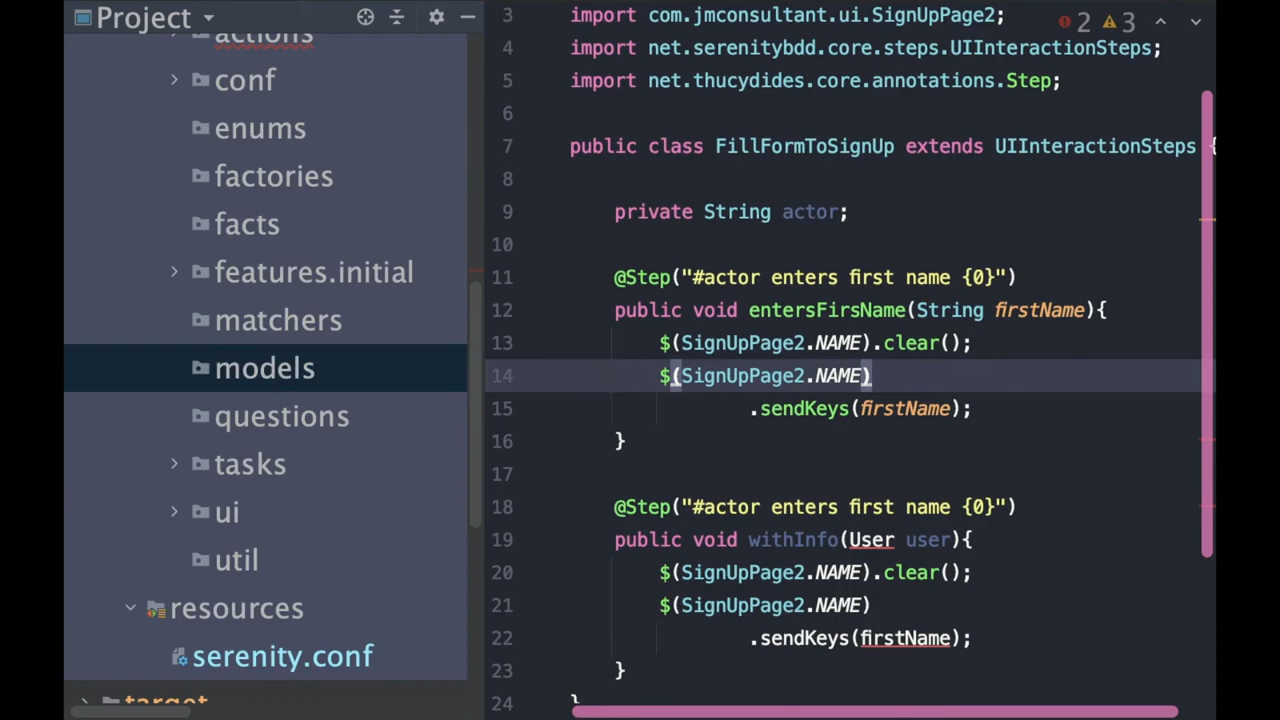 Project
actions
conf
enums
factories
facts
features.initial
matchers
models
questions
tasks
ui
util
resources
serenity.conf
target
2 3
3 import com.jmconsultant.ui.SignUpPage2;
4 import net.serenitybdd.core.steps.UIInteractionSteps;
5 import net.thucydides.core.annotations.Step;
6
7 public class FillFormToSignUp extends UIInteractionSteps {
8
9 private String actor;
10
11 @Step("#actor enters first name {0}")
12 public void entersFirsName(String firstName){
13 $(SignUpPage2.NAME).clear();
14 $(SignUpPage2.NAME)
15 .sendKeys(firstName);
16 }
17
18 @Step("#actor enters first name {0}")
19 public void withInfo(User user){
20 $(SignUpPage2.NAME).clear();
21 $(SignUpPage2.NAME)
22 .sendKeys(firstName);
23 }
24 }